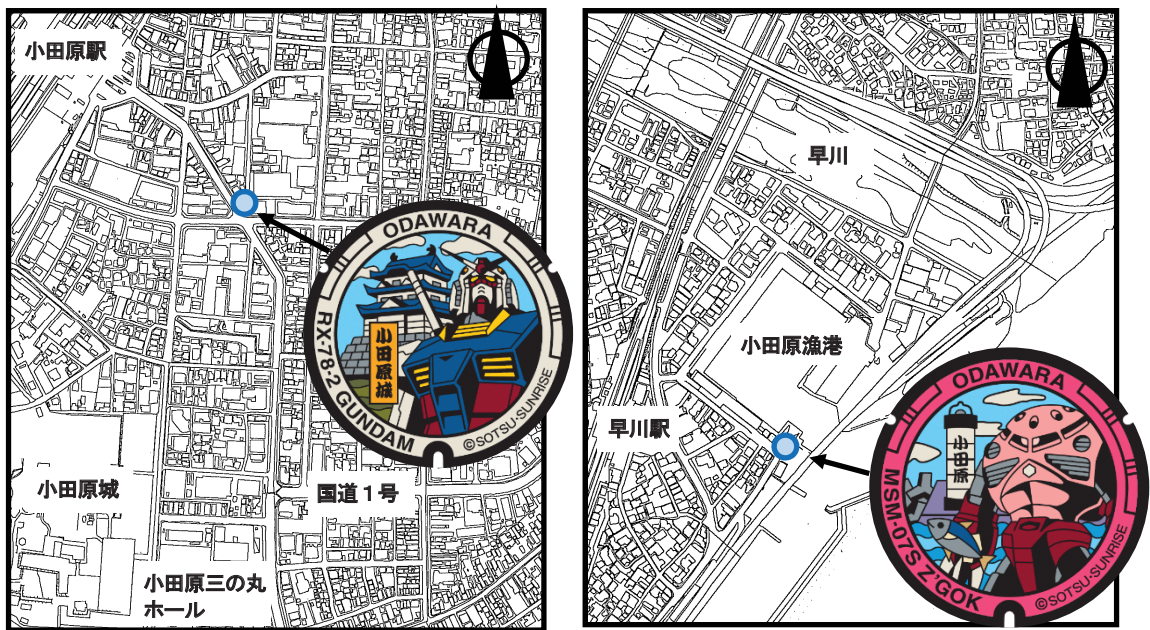 小田原駅
ODAWARA
小田原城
RX-78-2 GUNDAM
©SOTSU・SUNRISE
小田原城
国道1号
小田原三の丸
ホール
早川
小田原漁港
早川駅
ODAWARA
小田原
MSM-07S Z'GOK
©SOTSU・SUNRISE